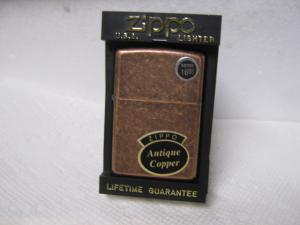 zippo
U.S.A. LIGHTER
ZIPPO
Antique
Copper
LIFETIME GUARANTEE